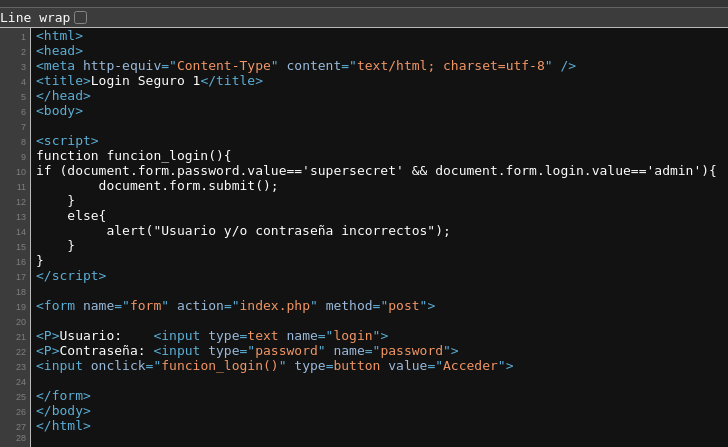 Line wrap
1 <html>
2 <head>
3 <meta http-equiv="Content-Type" content="text/html; charset=utf-8" />
4 <title>Login Seguro 1</title>
5 </head>
6 <body>
7
8 <script>
9 function funcion_login(){
10 if (document.form.password.value=='supersecret' && document.form.login.value=='admin'){
11         document.form.submit();
12     }
13     else{
14          alert("Usuario y/o contraseña incorrectos");
15     }
16 }
17 </script>
18
19 <form name="form" action="index.php" method="post">
20
21 <P>Usuario:    <input type=text name="login">
22 <P>Contraseña: <input type="password" name="password">
23 <input onclick="funcion_login()" type=button value="Acceder">
24
25 </form>
26 </body>
27 </html>
28